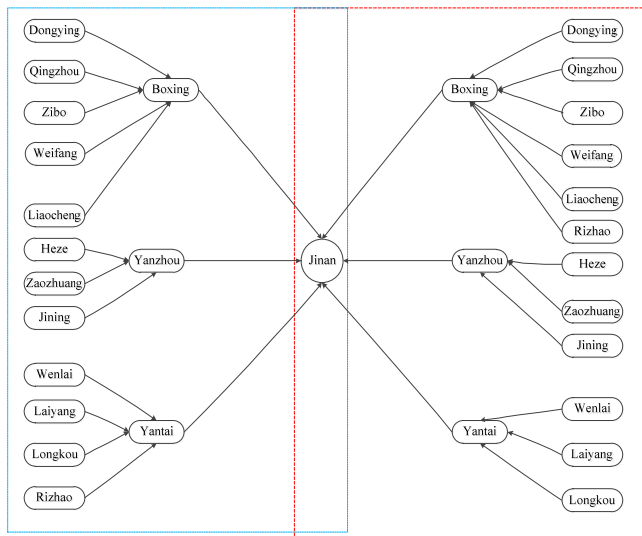 Dongying
Qingzhou
Boxing
Zibo
Weifang
Liaocheng
Heze
Yanzhou
Zaozhuang
Jining
Wenlai
Laiyang
Yantai
Longkou
Rizhao
Jinan
Dongying
Qingzhou
Boxing
Zibo
Weifang
Liaocheng
Rizhao
Yanzhou
Heze
Zaozhuang
Jining
Wenlai
Yantai
Laiyang
Longkou